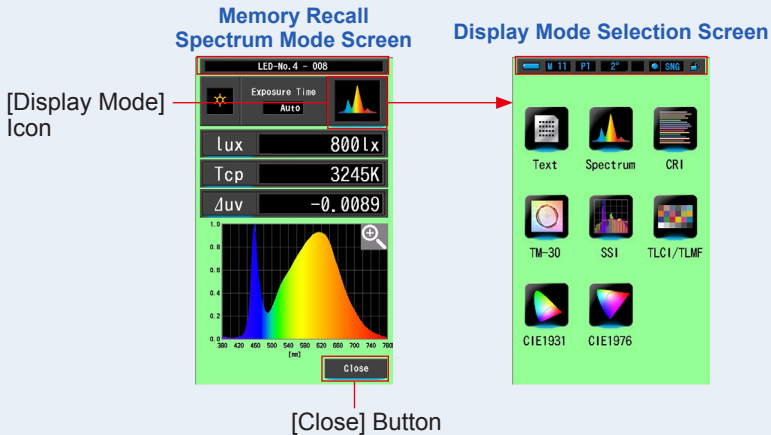 Memory Recall
Spectrum Mode Screen
Display Mode Selection Screen
LED-No.4 - 008
M 11 P1 2° SNG
[Display Mode]
Icon
Exposure Time
Auto
lux 800lx
Tcp 3245K
⊿uv -0.0089
1.0
0.8
0.6
0.4
0.2
0.0
380 420 460 500 540 580 620 660 700 740 780
[nm]
Close
[Close] Button
Text Spectrum CRI
TM-30 SSI TLCI/TLMF
CIE1931 CIE1976